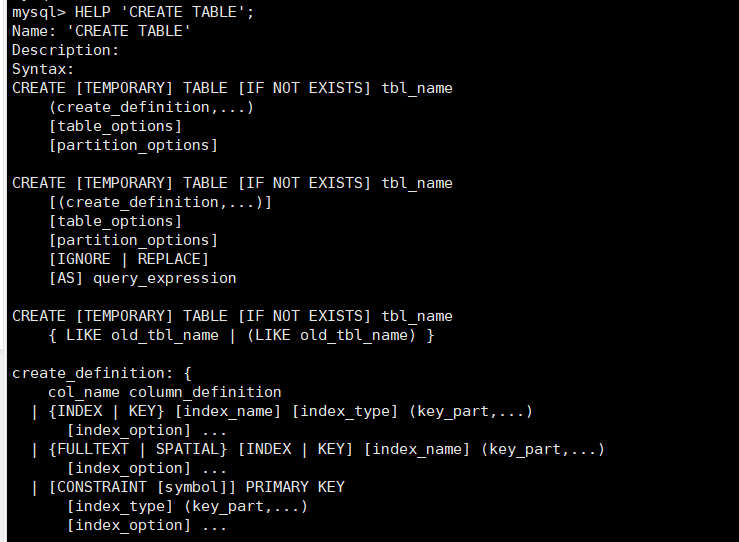 mysql> HELP 'CREATE TABLE';
Name: 'CREATE TABLE'
Description:
Syntax:
CREATE [TEMPORARY] TABLE [IF NOT EXISTS] tbl_name
    (create_definition,...)
    [table_options]
    [partition_options]

CREATE [TEMPORARY] TABLE [IF NOT EXISTS] tbl_name
    [(create_definition,...)]
    [table_options]
    [partition_options]
    [IGNORE | REPLACE]
    [AS] query_expression

CREATE [TEMPORARY] TABLE [IF NOT EXISTS] tbl_name
    { LIKE old_tbl_name | (LIKE old_tbl_name) }

create_definition: {
    col_name column_definition
  | {INDEX | KEY} [index_name] [index_type] (key_part,...)
      [index_option] ...
  | {FULLTEXT | SPATIAL} [INDEX | KEY] [index_name] (key_part,...)
      [index_option] ...
  | [CONSTRAINT [symbol]] PRIMARY KEY
      [index_type] (key_part,...)
      [index_option] ...